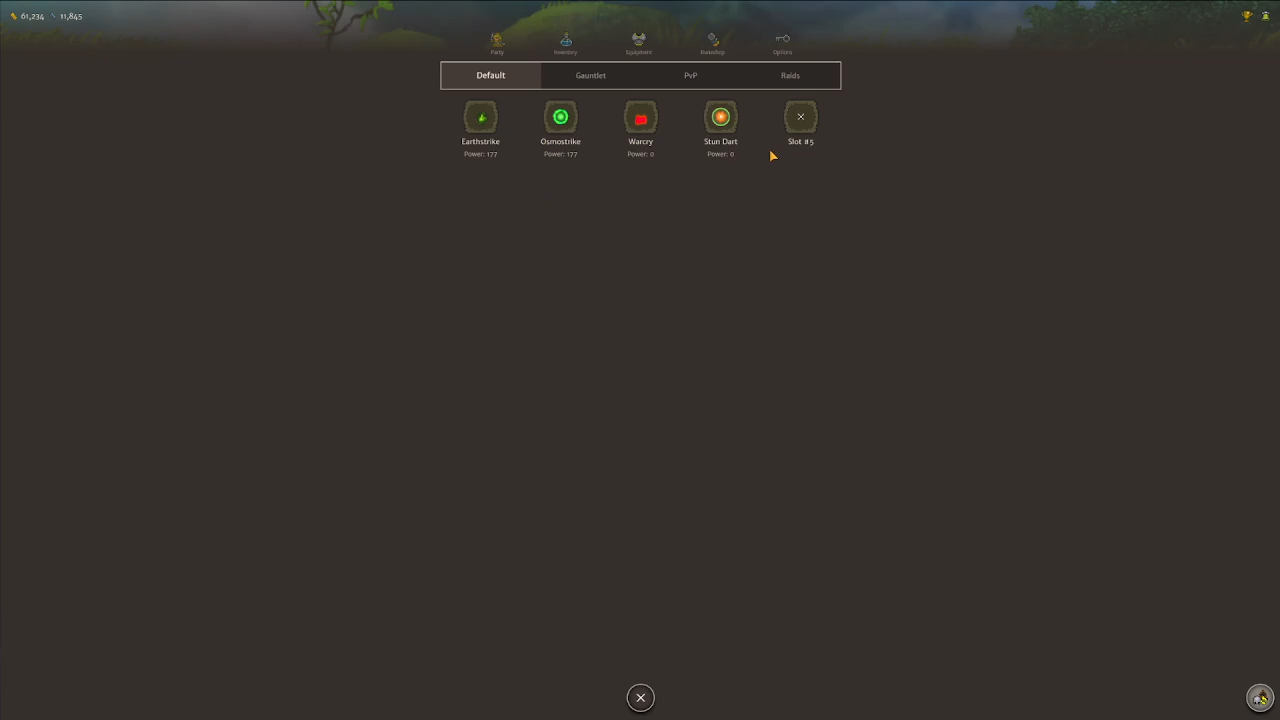 61,234 11,845
Party Inventory Equipment Options
Default Gauntlet PvP Raids
Earthstrike Osmostrike Warcry Stun Dart Slot #5
Power: 177 Power: 177 Power: 0 Power: 0